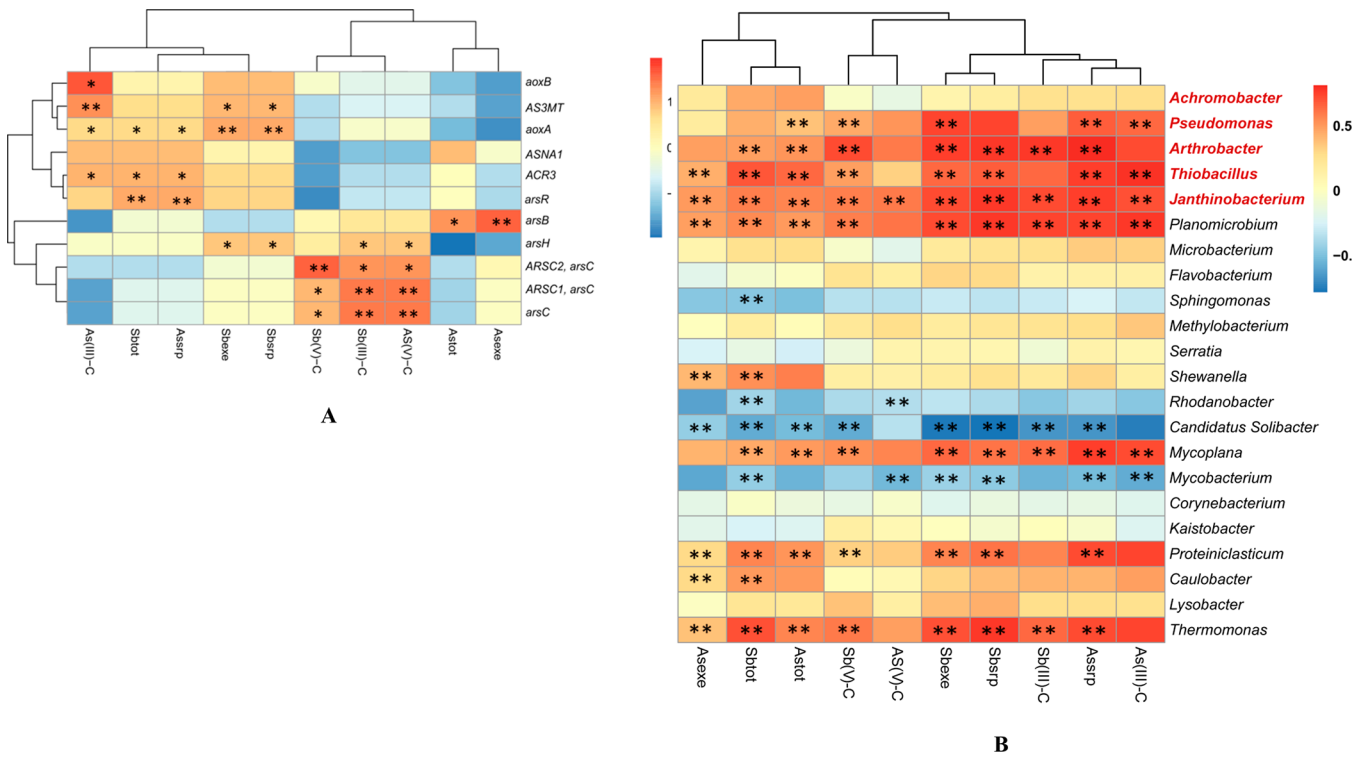 aoxB
AS3MT
aoxA
ASNA1
ACR3
arsR
arsB
arsH
ARSC2, arsC
ARSC1, arsC
arsC
* 
** * *
* * * ** **
* * *
** **
* **
* * * *
** * *
* ** **
* ** **
As(III)−C
Sbtot
Assrp
Sbexe
Sbsrp
Sb(V)−C
Sb(III)−C
AS(V)−C
Astot
Asexe
1
0
−
A
Achromobacter
Pseudomonas
Arthrobacter
Thiobacillus
Janthinobacterium
Planomicrobium
Microbacterium
Flavobacterium
Sphingomonas
Methylobacterium
Serratia
Shewanella
Rhodanobacter
Candidatus Solibacter
Mycoplana
Mycobacterium
Corynebacterium
Kaistobacter
Proteiniclasticum
Caulobacter
Lysobacter
Thermomonas
** ** ** ** **
** ** ** ** ** ** **
** ** ** ** ** ** ** **
** ** ** ** ** ** ** ** ** **
** ** ** ** ** ** ** ** **
**
** **
** **
** ** ** ** ** ** ** **
** ** ** ** ** ** ** **
** ** ** ** ** **
** ** ** ** ** ** **
** **
** ** ** ** ** ** ** **
Asexe
Sbtot
Astot
Sb(V)-C
AS(V)-C
Sbexe
Sbsrp
Sb(III)-C
Assrp
As(III)-C
0.5
0
−0.
B